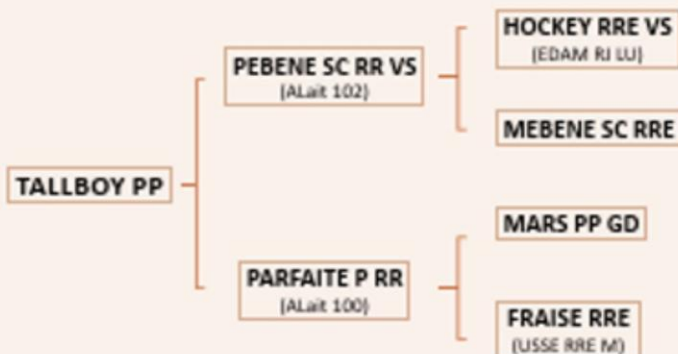 HOCKEY RRE VS
(EDAM RJ LU)
PEBENE SC RR VS
(ALait 102)
MEBENE SC RRE
TALLBOY PP
MARS PP GD
PARFAITE P RR
(ALait 100)
FRAISE RRE
(USSE RRE M)